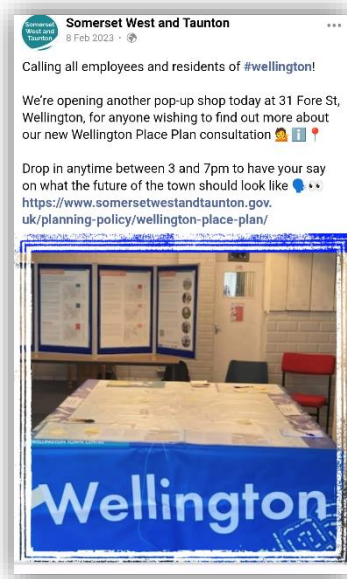 Somerset
West and
Taunton
Somerset West and Taunton
8 Feb 2023 ·
Calling all employees and residents of #wellington!
We're opening another pop-up shop today at 31 Fore St,
Wellington, for anyone wishing to find out more about
our new Wellington Place Plan consultation 💁 ℹ️ 📍
Drop in anytime between 3 and 7pm to have your say
on what the future of the town should look like 🗣️ 👀
https://www.somersetwestandtaunton.gov.
uk/planning-policy/wellington-place-plan/
Wellington